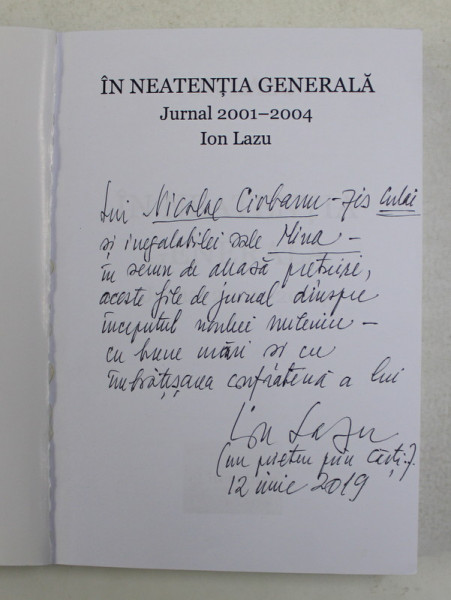 ÎN NEATENȚIA GENERALĂ
Jurnal 2001–2004
Ion Lazu
Lui Nicolae Ciobanu - zis Culai
și inegalabilei sale Mina -
în semn de aleasă prețuire,
aceste file de jurnal dinspre
începutul noului mileniu -
cu bune urări și cu
îmbrățișarea confraternă a lui
Ion Lazu
(un prieten prin cărți).
12 iunie 2019